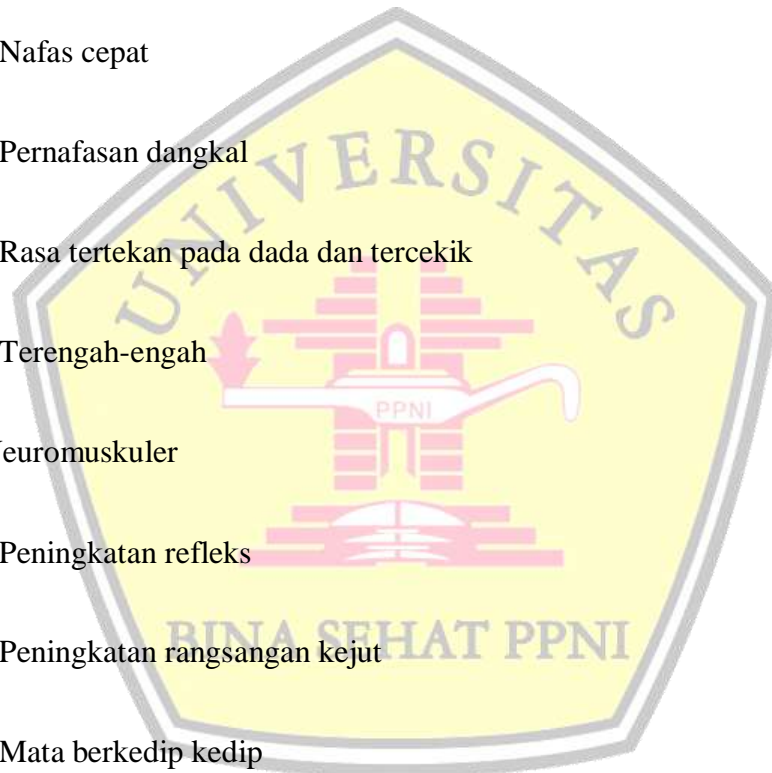 Nafas cepat
UNIVERSITAS
Pernafasan dangkal
Rasa tertekan pada dada dan tercekik
Terengah-engah
PPNI
euromuskuler
Peningkatan refleks
BINA SEHAT PPNI
Peningkatan rangsangan kejut
Mata berkedip kedip